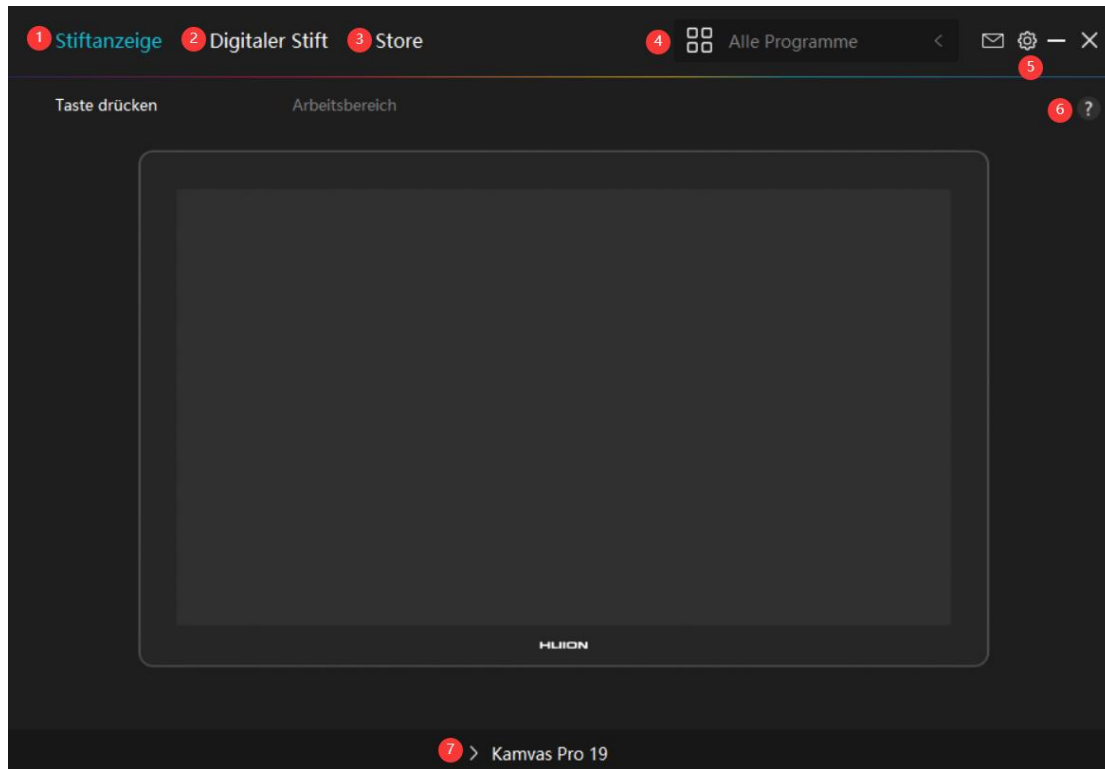 1 Stiftanzeige 2 Digitaler Stift 3 Store 4 Alle Programme
5
Taste drücken Arbeitsbereich 6 ?
HUION
7 > Kamvas Pro 19